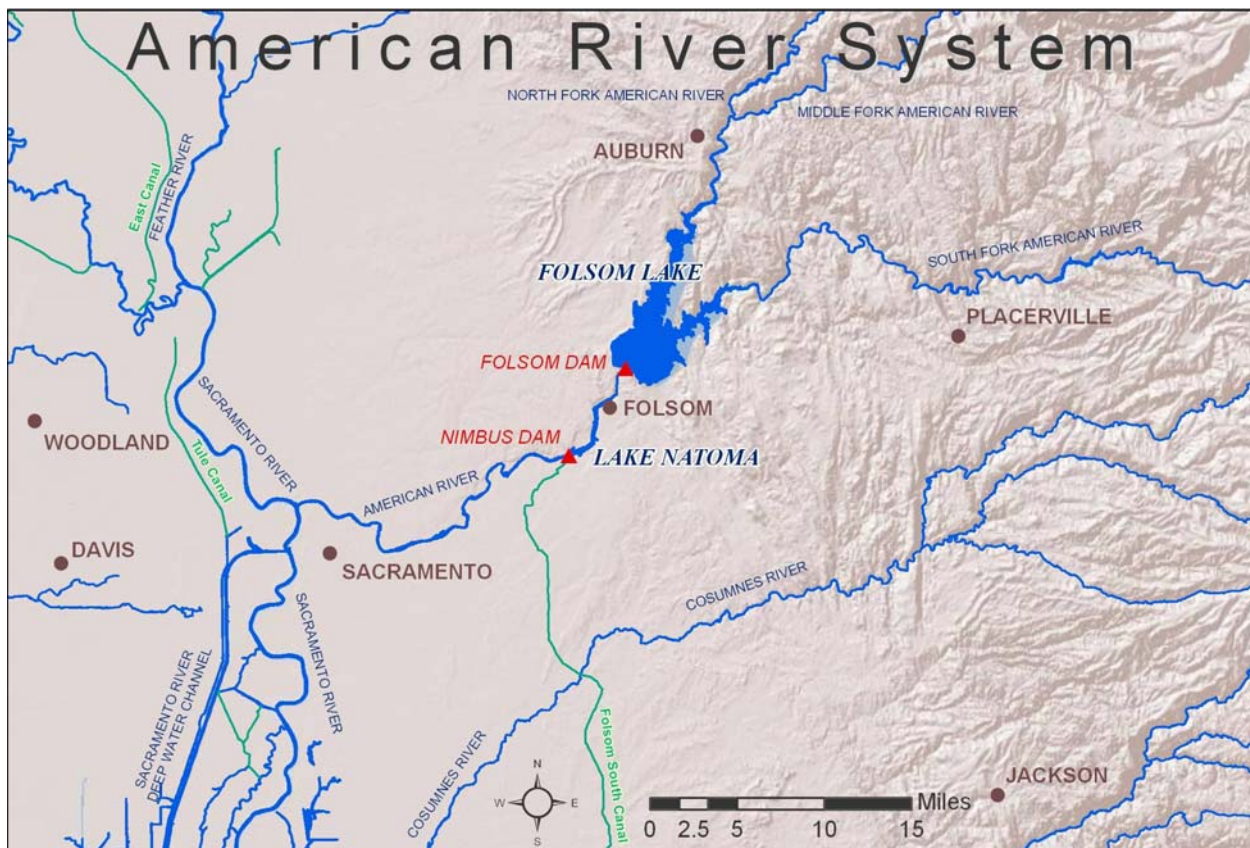 American River System
NORTH FORK AMERICAN RIVER
MIDDLE FORK AMERICAN RIVER
AUBURN
East Canal
FEATHER RIVER
SOUTH FORK AMERICAN RIVER
FOLSOM LAKE
PLACERVILLE
FOLSOM DAM
SACRAMENTO RIVER
FOLSOM
WOODLAND
Tule Canal
NIMBUS DAM
LAKE NATOMA
AMERICAN RIVER
DAVIS
SACRAMENTO
COSUMNES RIVER
SACRAMENTO RIVER
SACRAMENTO RIVER
DEEP WATER CHANNEL
COSUMNES RIVER
Folsom South Canal
N
W
E
S
JACKSON
Miles
0 2.5 5 10 15